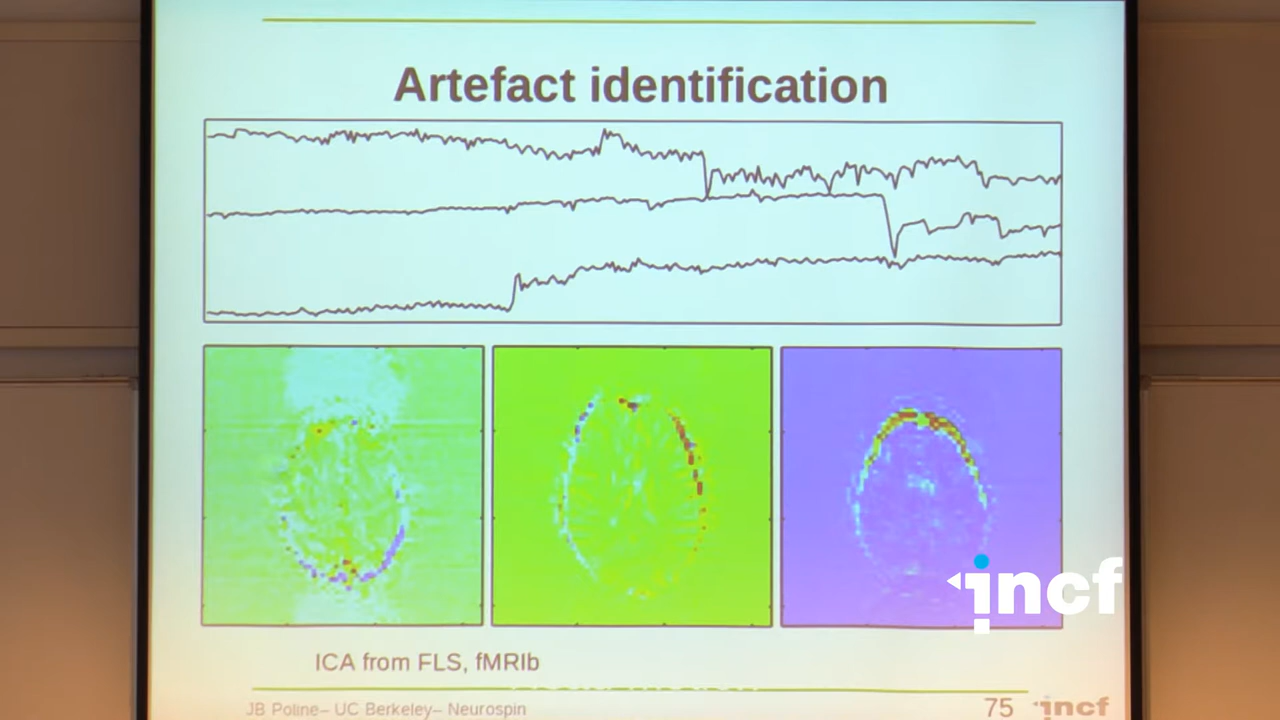 Artefact identification
incf
ICA from FLS, fMRIb
JB Poline– UC Berkeley– Neurospin
75
incf